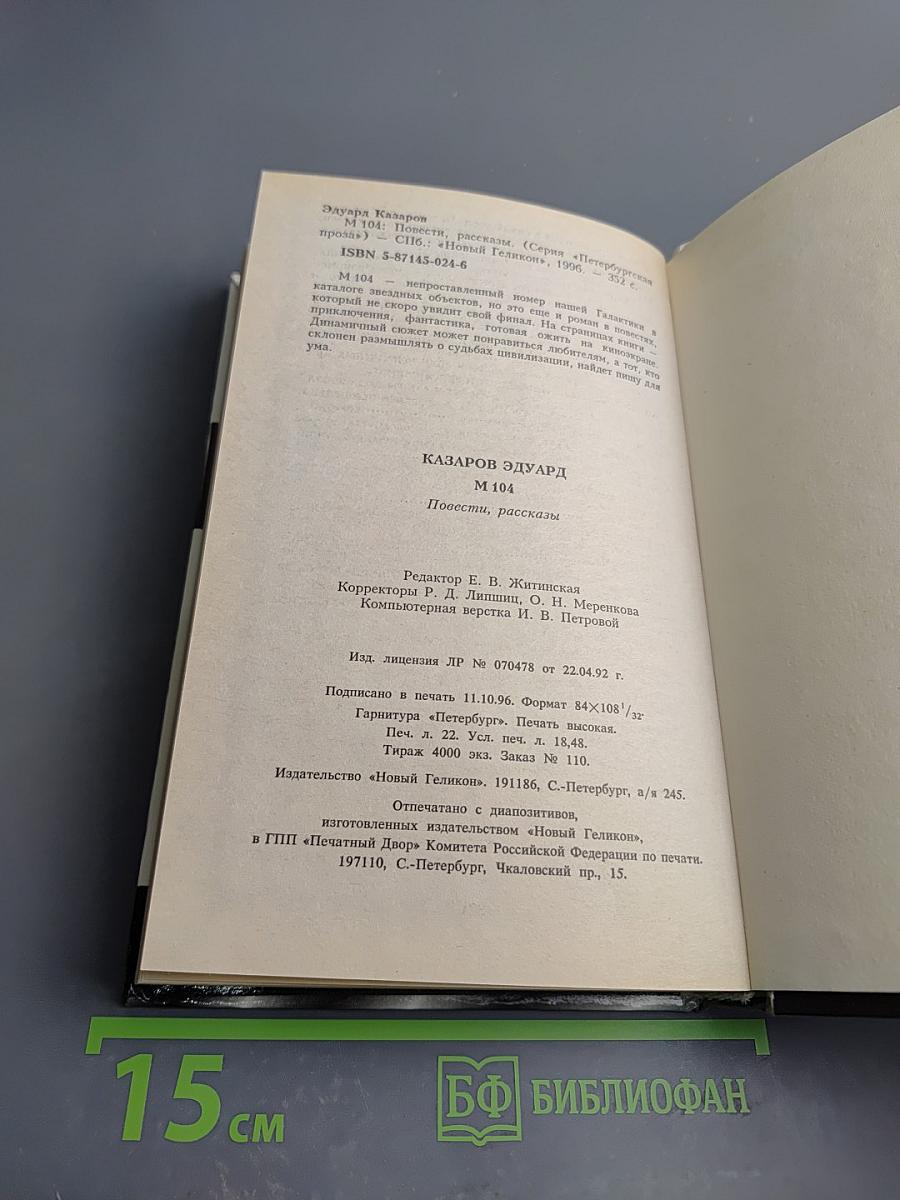 Эдуард Казаров
М 104: Повести, рассказы. (Серия «Петербургская
проза») — СПб.: «Новый Геликон», 1996. — 352 с.
ISBN 5-87145-024-6
М 104 — непроставленный номер нашей Галактики в
каталоге звездных объектов, но это еще и роман в повестях,
который не скоро увидит свой финал. На страницах книги —
приключения, фантастика, готовая ожить на киноэкране.
Динамичный сюжет может понравиться любителям, а тот, кто
склонен размышлять о судьбах цивилизации, найдет пищу для
ума.
КАЗАРОВ ЭДУАРД
М 104
Повести, рассказы
Редактор Е. В. Житинская
Корректоры Р. Д. Липшиц, О. Н. Меренкова
Компьютерная верстка И. В. Петровой
Изд. лицензия ЛР № 070478 от 22.04.92 г.
Подписано в печать 11.10.96. Формат 84×108 1/32.
Гарнитура «Петербург». Печать высокая.
Печ. л. 22. Усл. печ. л. 18,48.
Тираж 4000 экз. Заказ № 110.
Издательство «Новый Геликон». 191186, С.-Петербург, а/я 245.
Отпечатано с диапозитивов,
изготовленных издательством «Новый Геликон»,
в ГПП «Печатный Двор» Комитета Российской Федерации по печати.
197110, С.-Петербург, Чкаловский пр., 15.
15 см
БФ БИБЛИОФАН